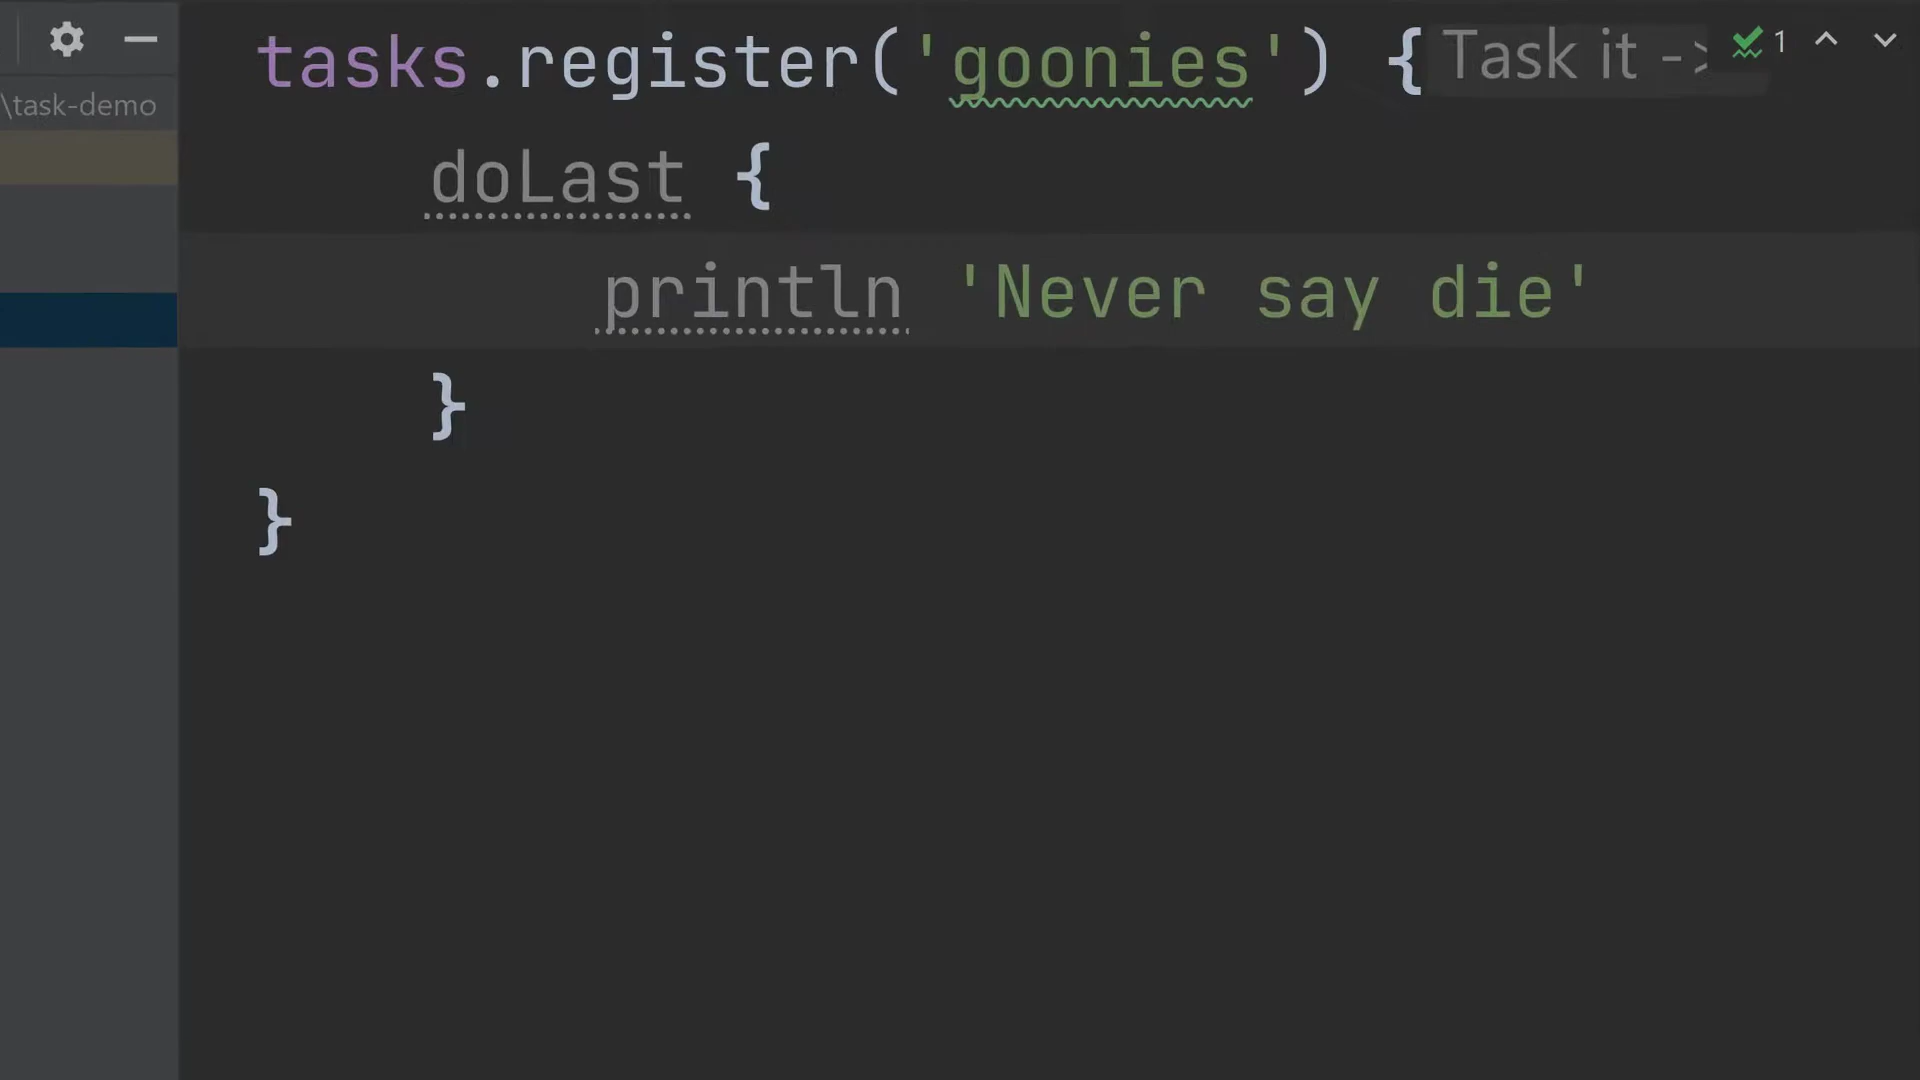 tasks.register('goonies') { Task it -> 1
\task-demo
doLast {
println 'Never say die'
}
}